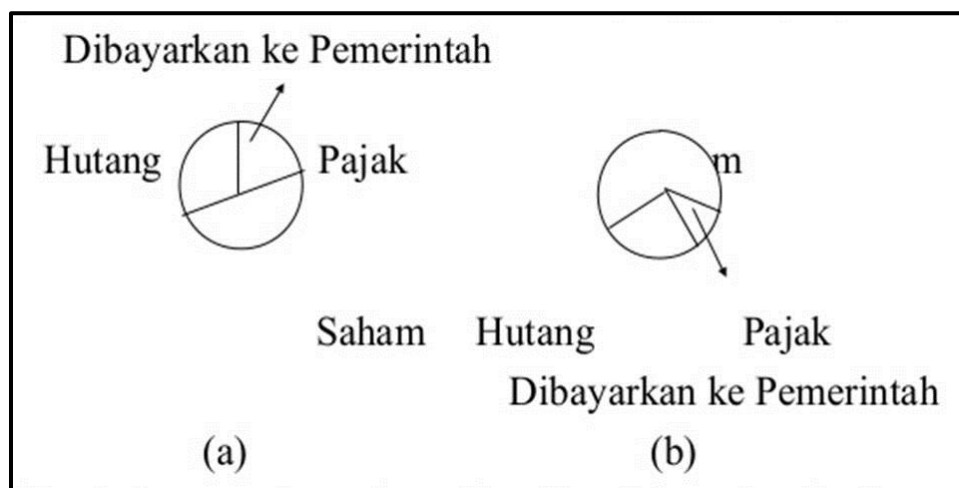 Dibayarkan ke Pemerintah
Hutang Pajak m
Saham Hutang Pajak
Dibayarkan ke Pemerintah
(a) (b)